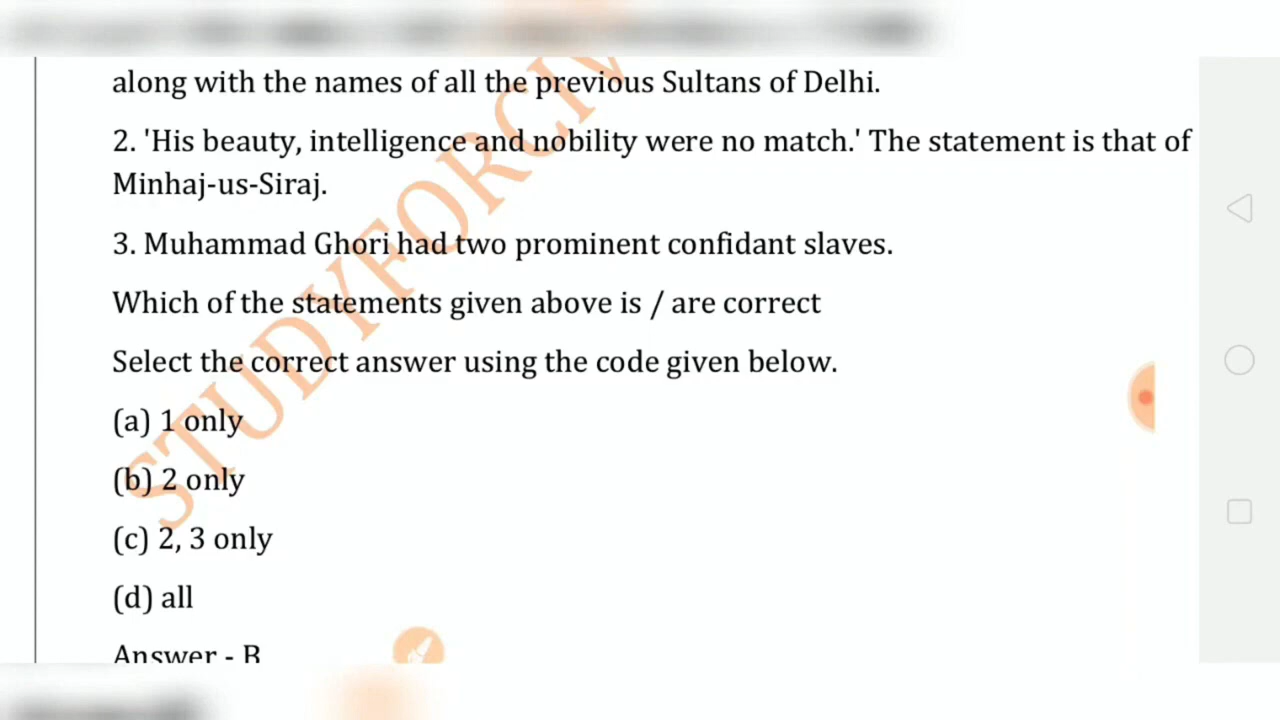 along with the names of all the previous Sultans of Delhi.
2. 'His beauty, intelligence and nobility were no match.' The statement is that of
Minhaj-us-Siraj.
3. Muhammad Ghori had two prominent confidant slaves.
Which of the statements given above is / are correct
Select the correct answer using the code given below.
(a) 1 only
(b) 2 only
(c) 2, 3 only
(d) all
Answer - B
STUDYFORCIV